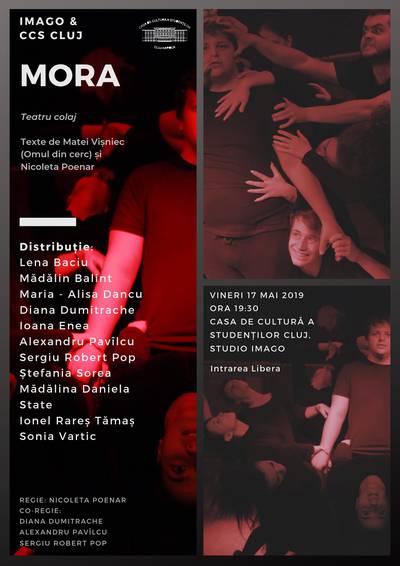 IMAGO &
CCS CLUJ
MORA
Teatru colaj
Texte de Matei Vișniec
(Omul din cerc) și
Nicoleta Poenar
Distribuție:
Lena Baciu
Mădălin Balint
Maria - Alisa Dancu
Diana Dumitrache
Ioana Enea
Alexandru Pavîlcu
Sergiu Robert Pop
Ștefania Sorea
Mădălina Daniela
State
Ionel Rareș Tămaș
Sonia Vartic
REGIE: NICOLETA POENAR
CO-REGIE:
DIANA DUMITRACHE
ALEXANDRU PAVÎLCU
SERGIU ROBERT POP
VINERI 17 MAI 2019
ORA 19:30
CASA DE CULTURĂ A
STUDENȚILOR CLUJ.
STUDIO IMAGO
Intrarea Libera